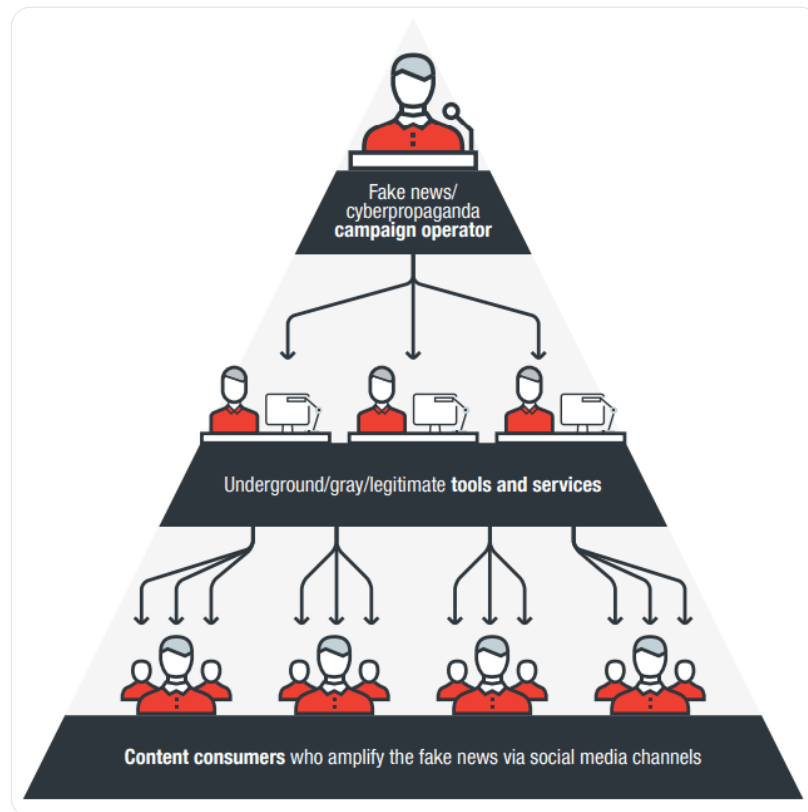 Fake news/
cyberpropaganda
campaign operator
Underground/gray/legitimate tools and services
Content consumers who amplify the fake news via social media channels